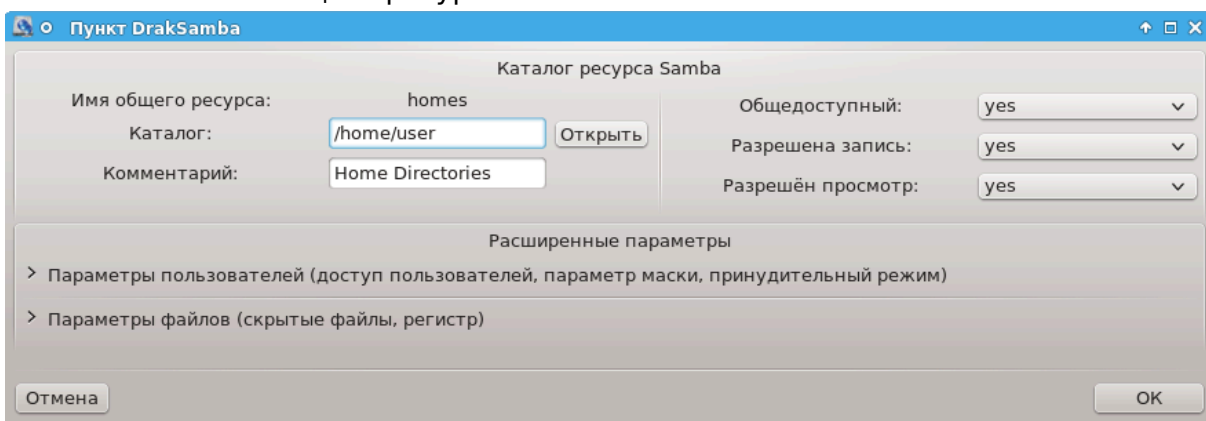 Пункт DrakSamba
Каталог ресурса Samba
Имя общего ресурса: homes
Каталог: /home/user Открыть
Комментарий: Home Directories
Общедоступный: yes
Разрешена запись: yes
Разрешён просмотр: yes
Расширенные параметры
Параметры пользователей (доступ пользователей, параметр маски, принудительный режим)
Параметры файлов (скрытые файлы, регистр)
Отмена OK